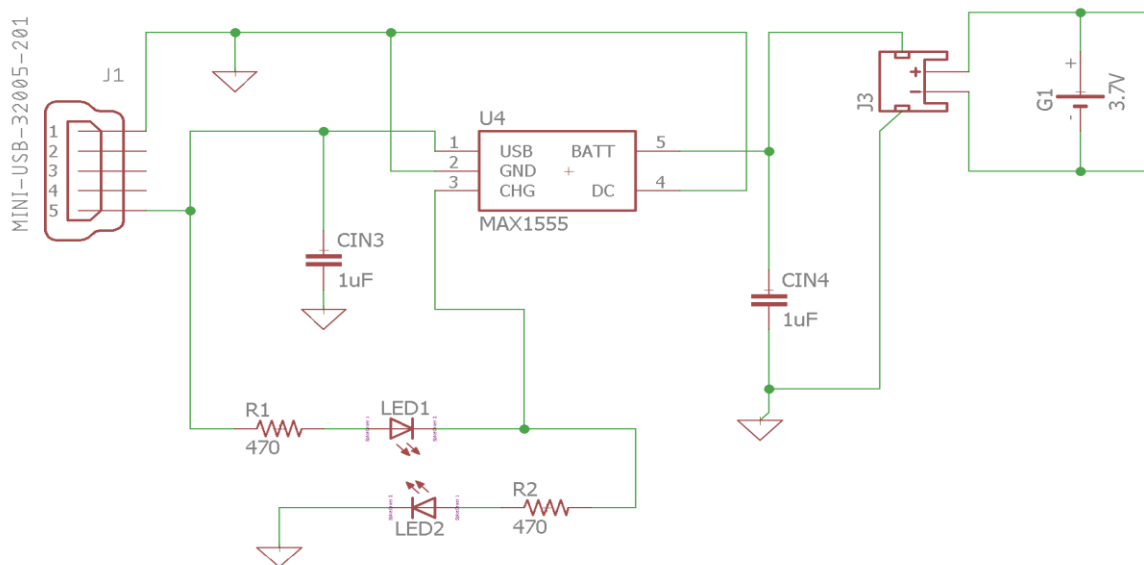 MINI-USB-32005-201
J1
1
2
3
4
5
U4
1 USB BATT 5
2 GND
3 CHG DC 4
MAX1555
CIN3
1uF
J3
+
-
+
G1
3.7V
-
CIN4
1uF
R1
470
LED1
LED2
R2
470